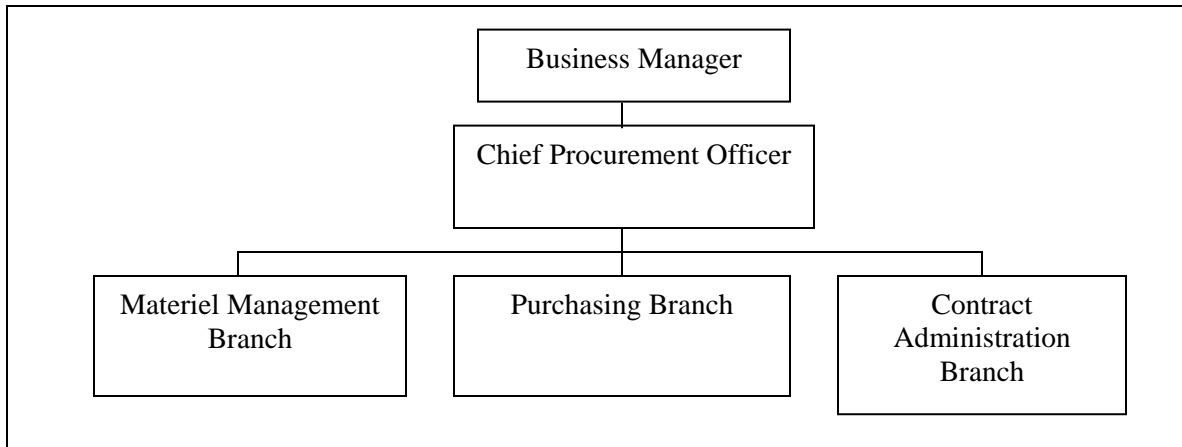 Business Manager
Chief Procurement Officer
Materiel Management
Branch
Purchasing Branch
Contract
Administration
Branch